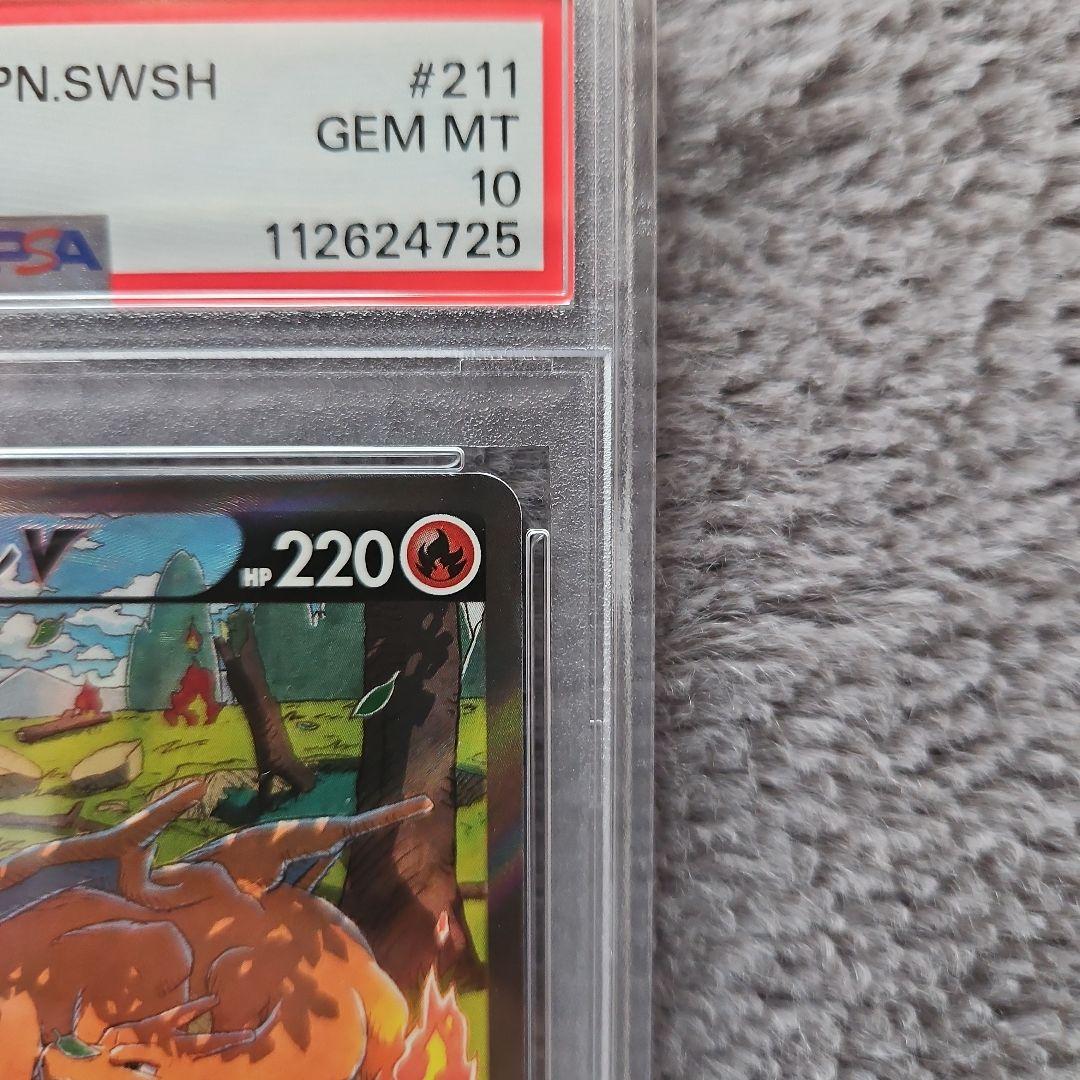 PN.SWSH #211
GEM MT
10
PSA 112624725
V HP 220